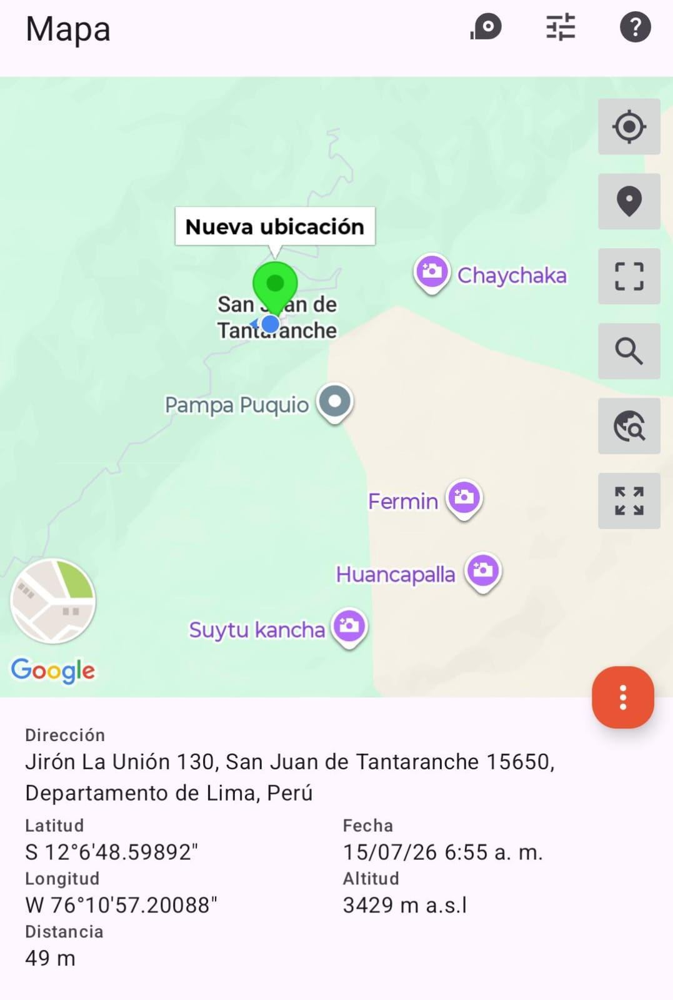 Mapa
Nueva ubicación
Chaychaka
San Juan de
Tantaranche
Pampa Puquio
Fermin
Huancapalla
Suytu kancha
Google
Dirección
Jirón La Unión 130, San Juan de Tantaranche 15650,
Departamento de Lima, Perú
Latitud
S 12°6'48.59892"
Fecha
15/07/26 6:55 a. m.
Longitud
W 76°10'57.20088"
Altitud
3429 m a.s.l
Distancia
49 m